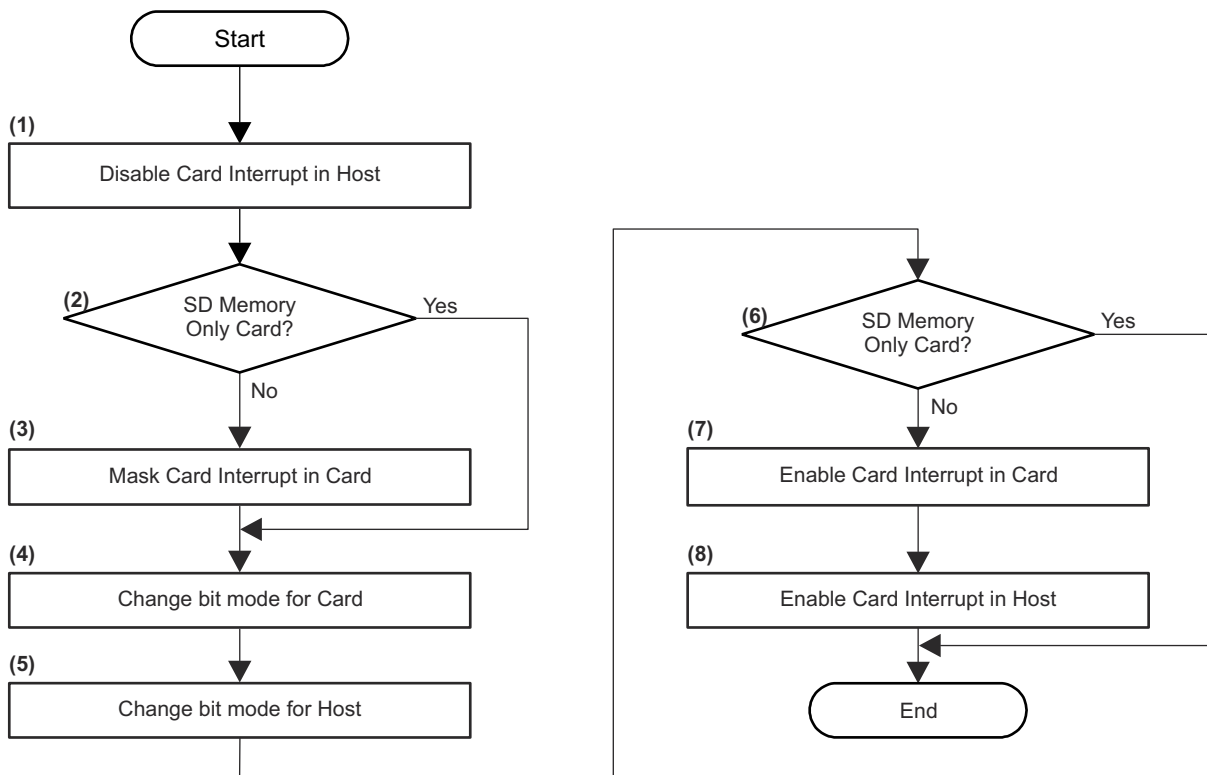 Start
(1)
Disable Card Interrupt in Host
(2)
SD Memory
Only Card?
Yes
No
(3)
Mask Card Interrupt in Card
(4)
Change bit mode for Card
(5)
Change bit mode for Host
(6)
SD Memory
Only Card?
Yes
No
(7)
Enable Card Interrupt in Card
(8)
Enable Card Interrupt in Host
End